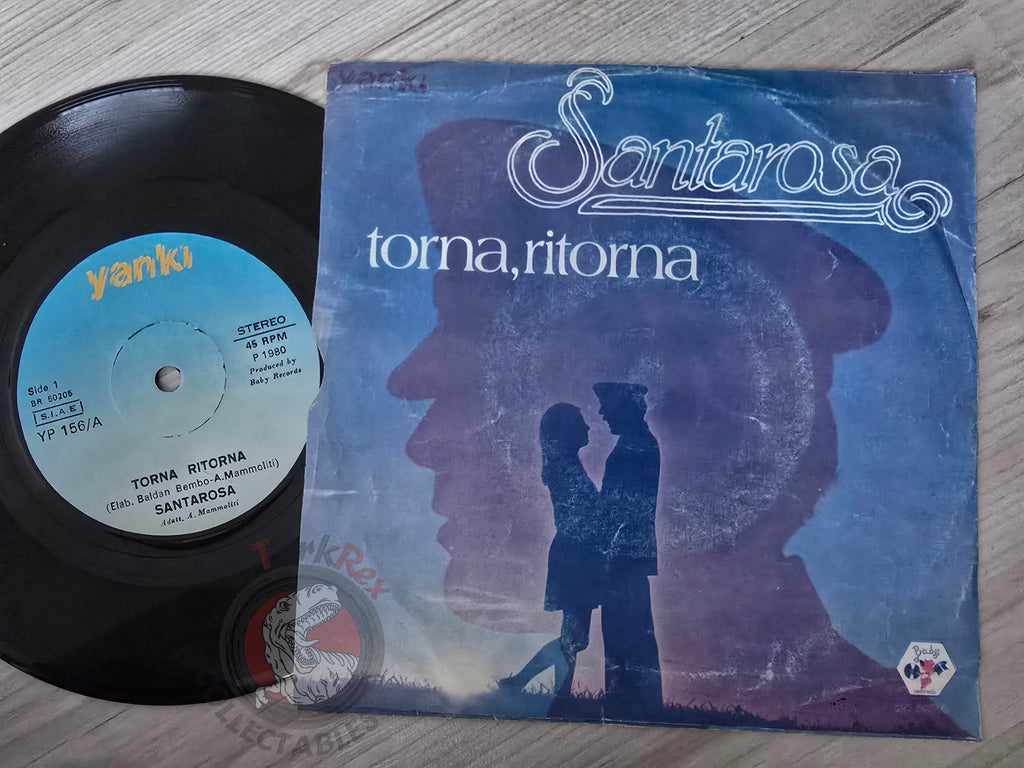 yanki
Side 1
BR 50205
S.I.A.E
YP 156/A
STEREO
45 RPM
P 1980
Produced by
Baby Records
TORNA RITORNA
(Elab. Baldan Bembo-A.Mammoliti)
SANTAROSA
Adatt. A. Mammoliti
yanki
Santarosa
torna, ritorna
Baby
TurkRex
COLLECTABLES